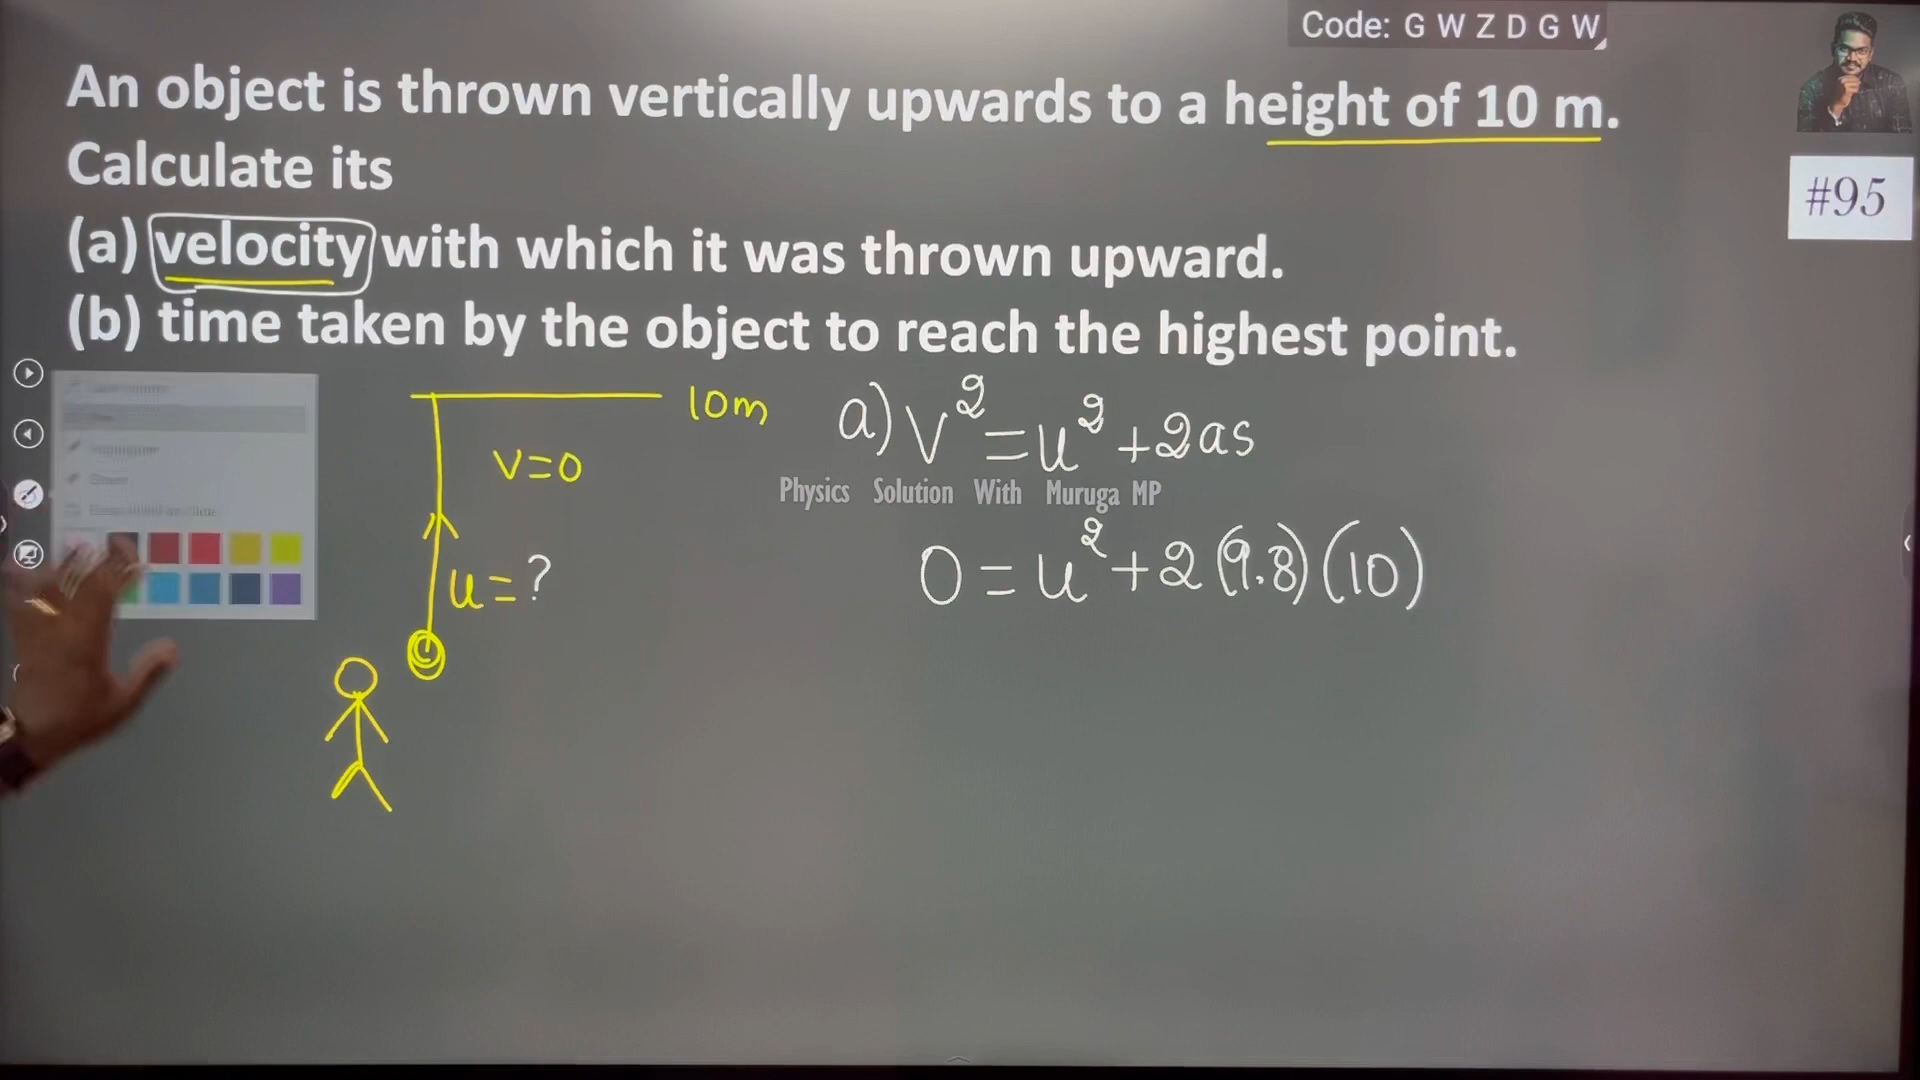 Code: G W Z D G W
An object is thrown vertically upwards to a height of 10 m.
Calculate its
#95
(a) velocity with which it was thrown upward.
(b) time taken by the object to reach the highest point.
10m
a) v² = u² + 2as
v=0
Physics Solution With Muruga MP
0 = u² + 2 (9.8) (10)
u = ?